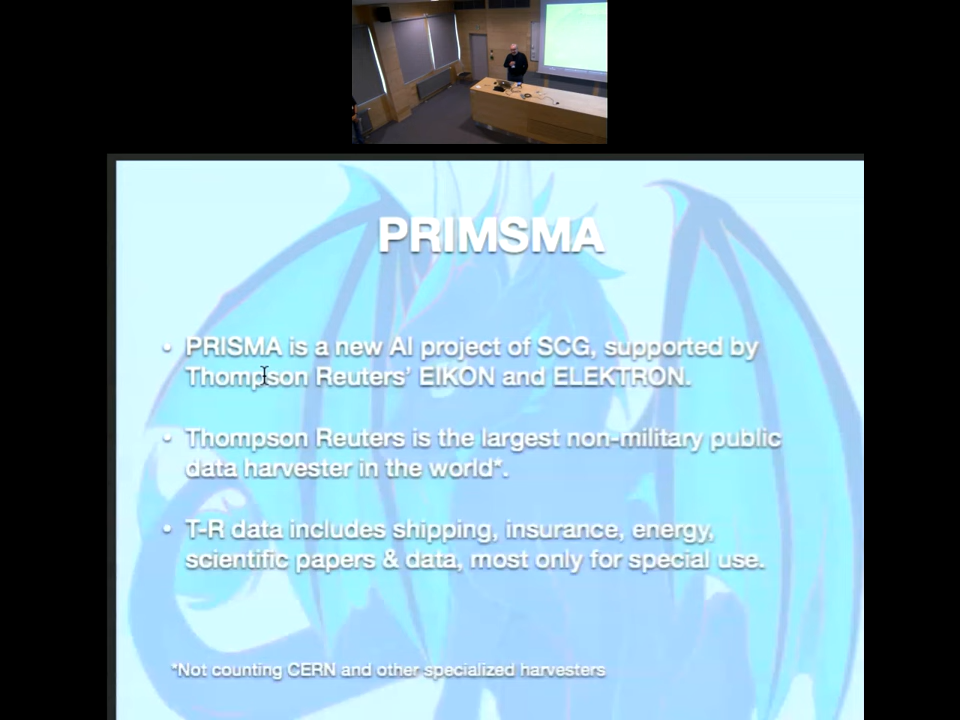 PRIMSMA
• PRISMA is a new AI project of SCG, supported by
Thompson Reuters' EIKON and ELEKTRON.
• Thompson Reuters is the largest non-military public
data harvester in the world*.
• T-R data includes shipping, insurance, energy,
scientific papers & data, most only for special use.
*Not counting CERN and other specialized harvesters